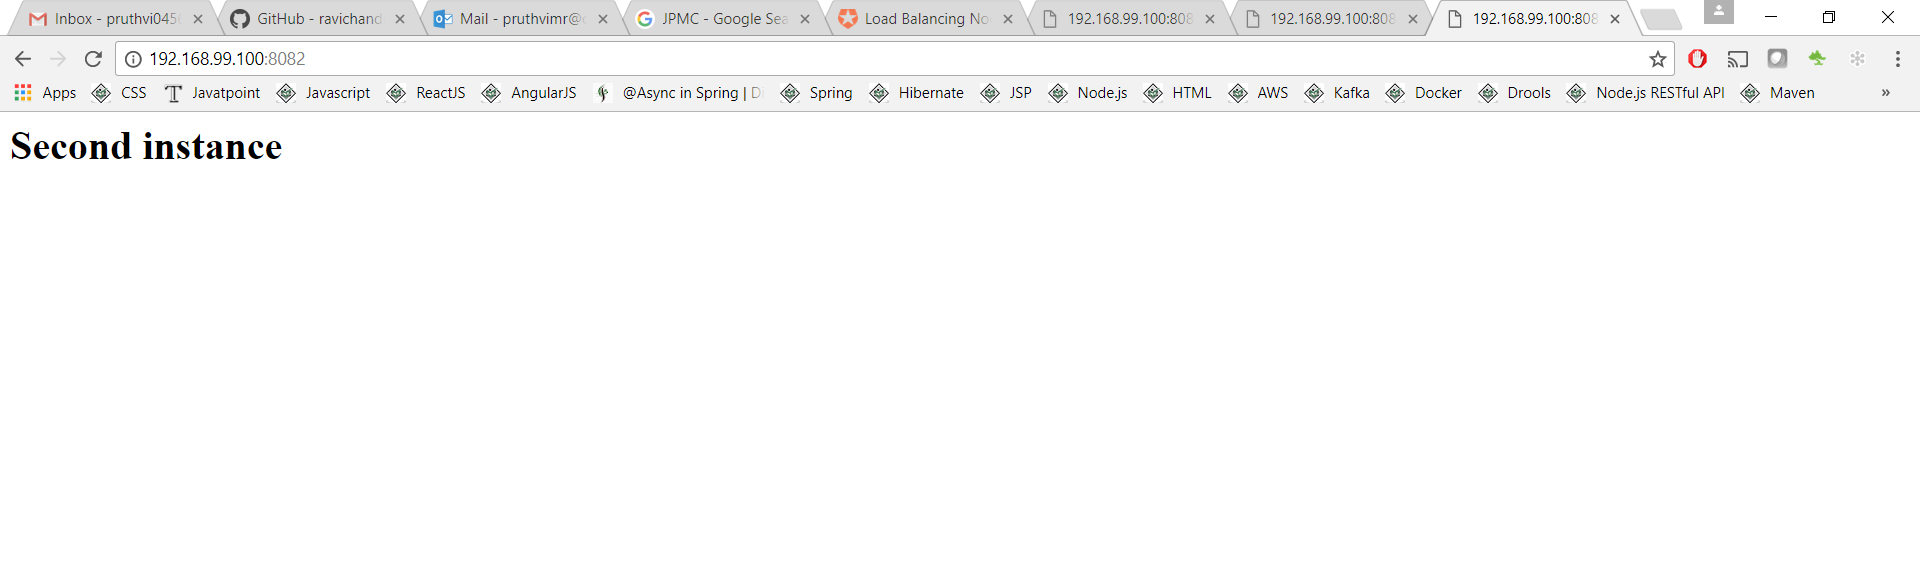 Inbox - pruthvi045 GitHub - ravichand Mail - pruthvimr@ JPMC - Google Sea Load Balancing No 192.168.99.100:808 192.168.99.100:808 192.168.99.100:808
192.168.99.100:8082
Apps CSS Javatpoint Javascript ReactJS AngularJS @Async in Spring | D Spring Hibernate JSP Node.js HTML AWS Kafka Docker Drools Node.js RESTful API Maven »
Second instance